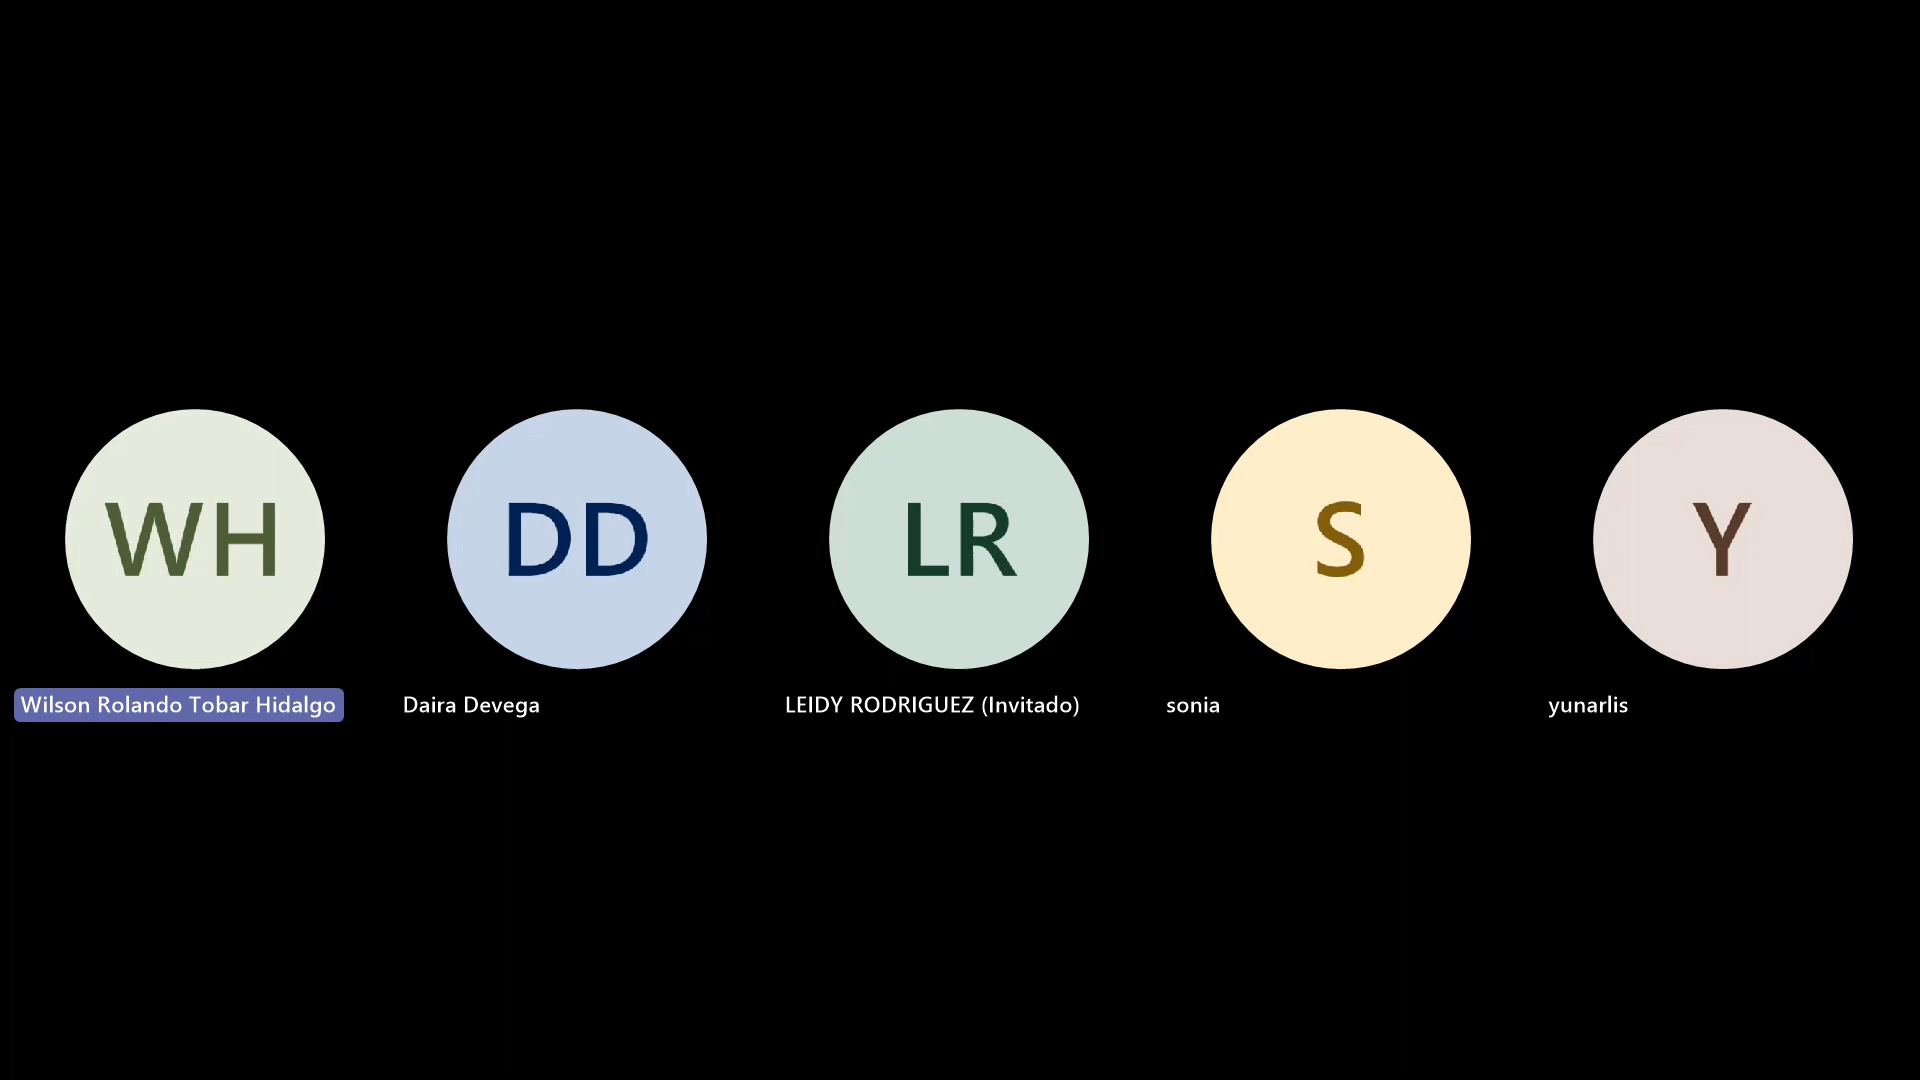 WH
DD
LR
S
Y
Wilson Rolando Tobar Hidalgo
Daira Devega
LEIDY RODRIGUEZ (Invitado)
sonia
yunarlis